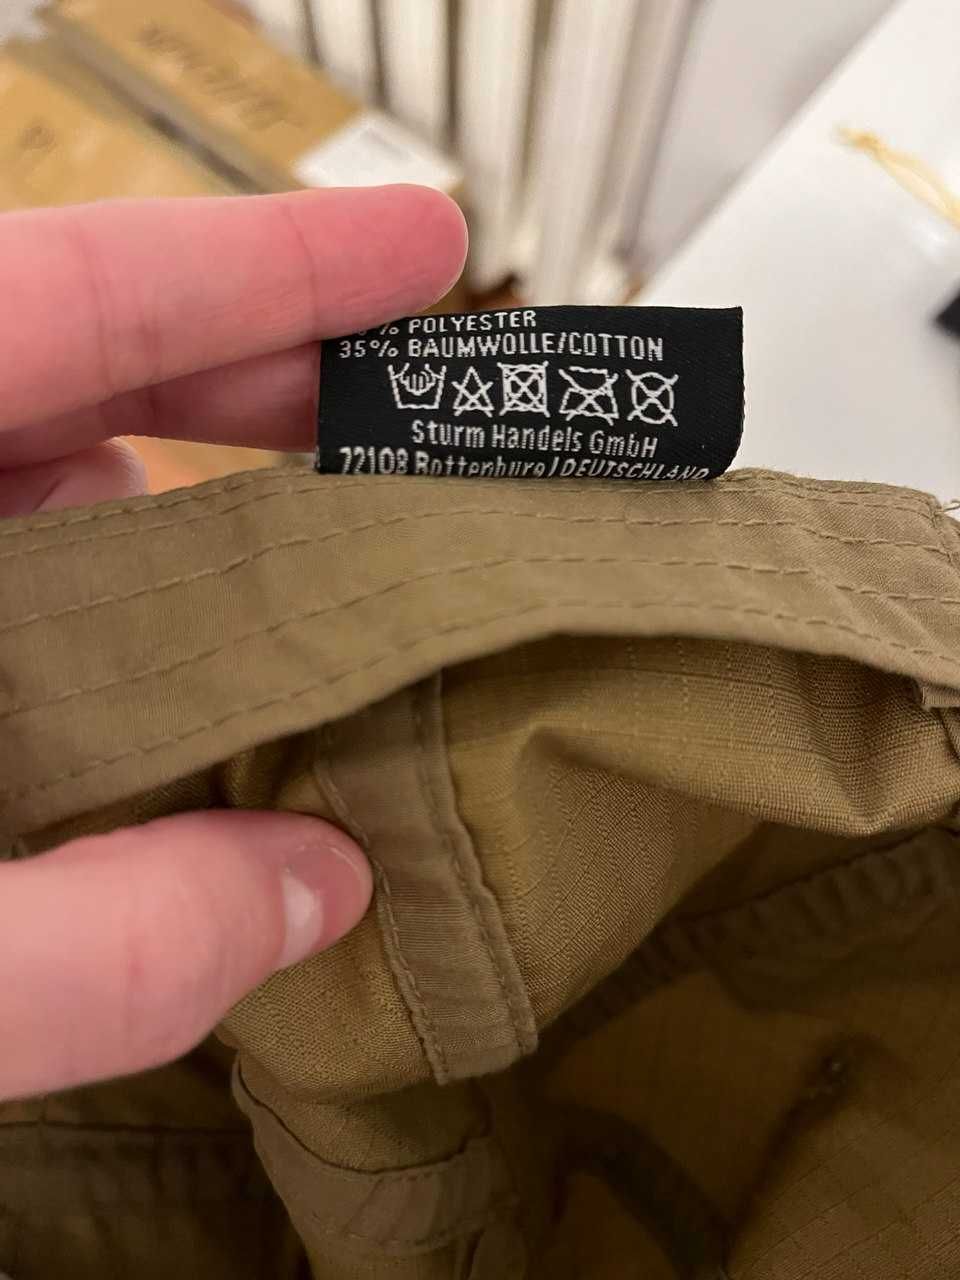 % POLYESTER
35% BAUMWOLLE/COTTON
Sturm Handels GmbH
72108 Rottenburg/DEUTSCHLAND